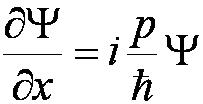 ∂Ψ/∂x = i p/ħ Ψ